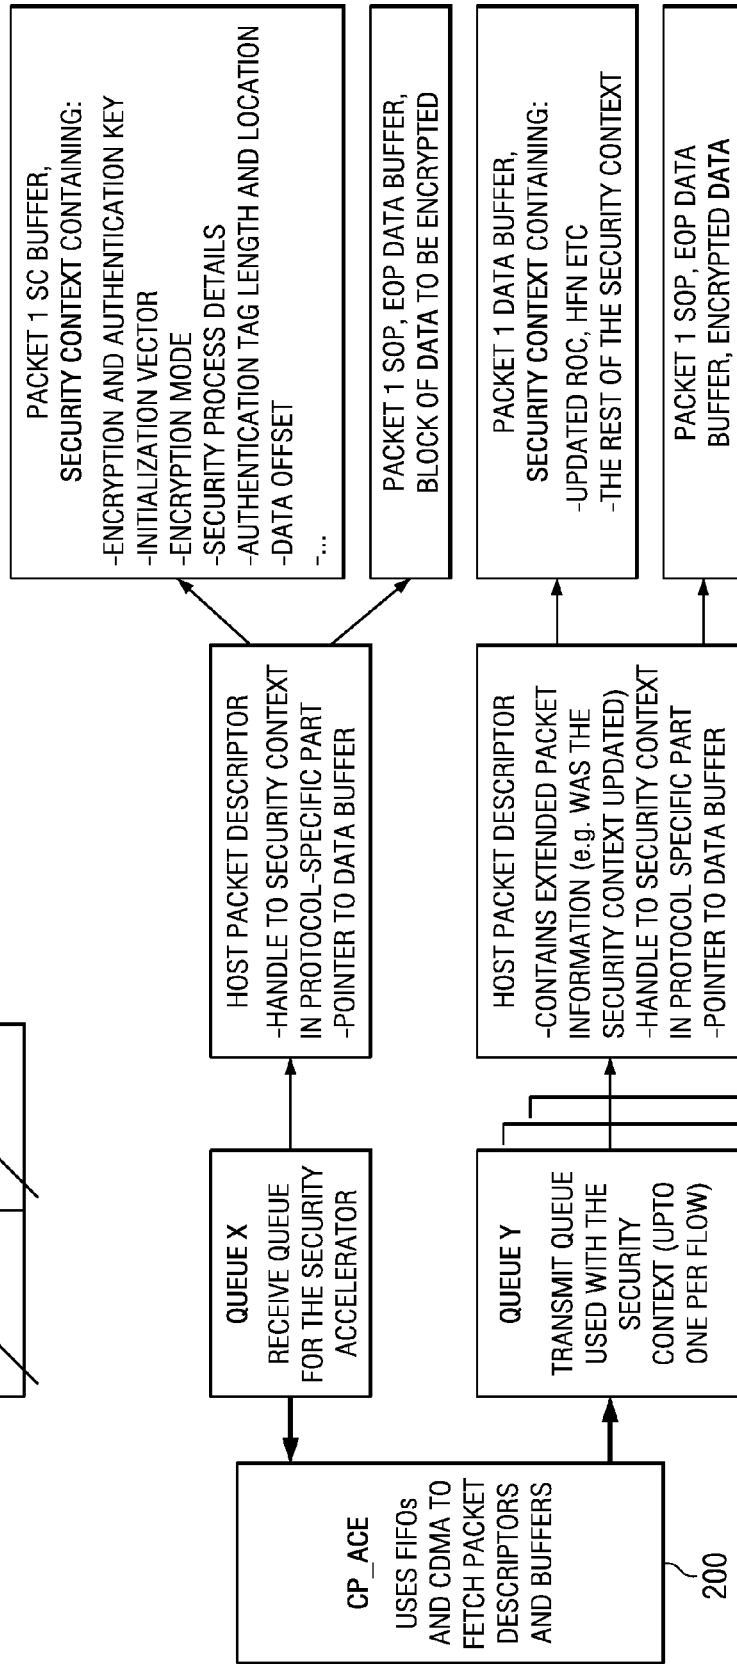 CP_ACE
USES FIFOs
AND CDMA TO
FETCH PACKET
DESCRIPTORS
AND BUFFERS
200
QUEUE X
RECEIVE QUEUE
FOR THE SECURITY
ACCELERATOR
HOST PACKET DESCRIPTOR
-HANDLE TO SECURITY CONTEXT
IN PROTOCOL-SPECIFIC PART
-POINTER TO DATA BUFFER
PACKET 1 SC BUFFER,
SECURITY CONTEXT CONTAINING:
-ENCRYPTION AND AUTHENTICATION KEY
-INITIALIZATION VECTOR
-ENCRYPTION MODE
-SECURITY PROCESS DETAILS
-AUTHENTICATION TAG LENGTH AND LOCATION
-DATA OFFSET
-...
PACKET 1 SOP, EOP DATA BUFFER,
BLOCK OF DATA TO BE ENCRYPTED
QUEUE Y
TRANSMIT QUEUE
USED WITH THE
SECURITY
CONTEXT (UPTO
ONE PER FLOW)
HOST PACKET DESCRIPTOR
-CONTAINS EXTENDED PACKET
INFORMATION (e.g. WAS THE
SECURITY CONTEXT UPDATED)
-HANDLE TO SECURITY CONTEXT
IN PROTOCOL SPECIFIC PART
-POINTER TO DATA BUFFER
PACKET 1 DATA BUFFER,
SECURITY CONTEXT CONTAINING:
-UPDATED ROC, HFN ETC
-THE REST OF THE SECURITY CONTEXT
PACKET 1 SOP, EOP DATA
BUFFER, ENCRYPTED DATA